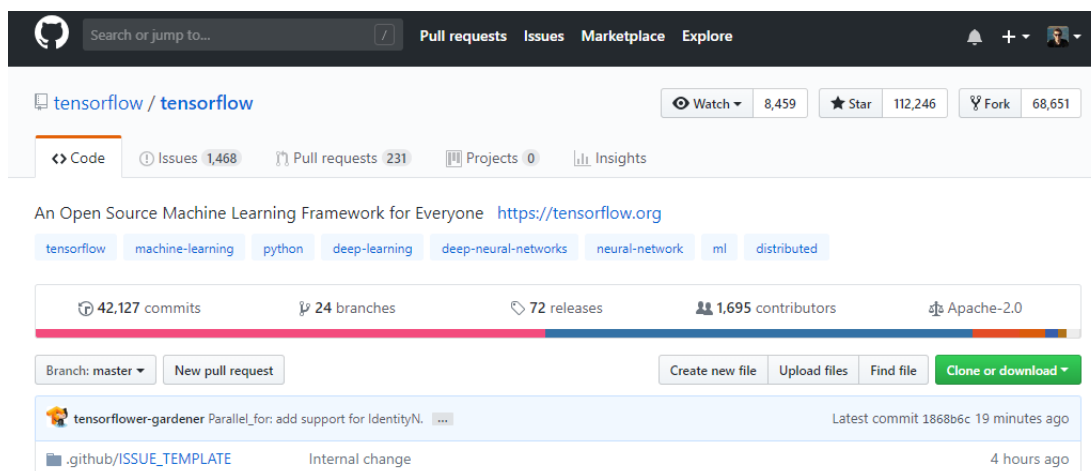 Search or jump to... / Pull requests Issues Marketplace Explore
tensorflow / tensorflow Watch 8,459 Star 112,246 Fork 68,651
Code Issues 1,468 Pull requests 231 Projects 0 Insights
An Open Source Machine Learning Framework for Everyone https://tensorflow.org
tensorflow machine-learning python deep-learning deep-neural-networks neural-network ml distributed
42,127 commits 24 branches 72 releases 1,695 contributors Apache-2.0
Branch: master New pull request Create new file Upload files Find file Clone or download
tensorflower-gardener Parallel_for: add support for IdentityN. ... Latest commit 1868b6c 19 minutes ago
.github/ISSUE_TEMPLATE Internal change 4 hours ago